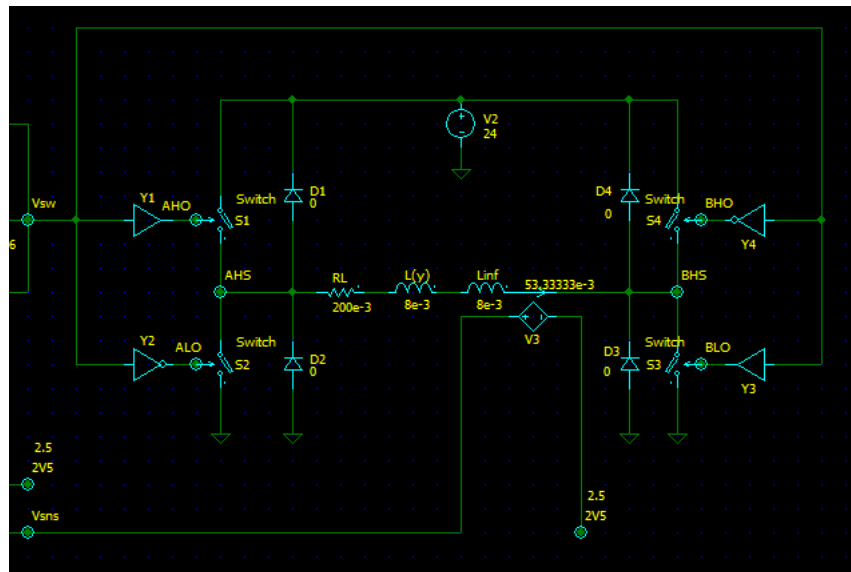 V2
24
D1
0
D4
0
Switch
S1
Switch
S4
Vsw
Y1
AHO
BHO
Y4
6
AHS
RL
200e-3
L(y)
8e-3
Linf
8e-3
53.33333e-3
BHS
V3
Y2
ALO
Switch
S2
D2
0
D3
0
Switch
S3
BLO
Y3
2.5
2V5
Vsns
2.5
2V5